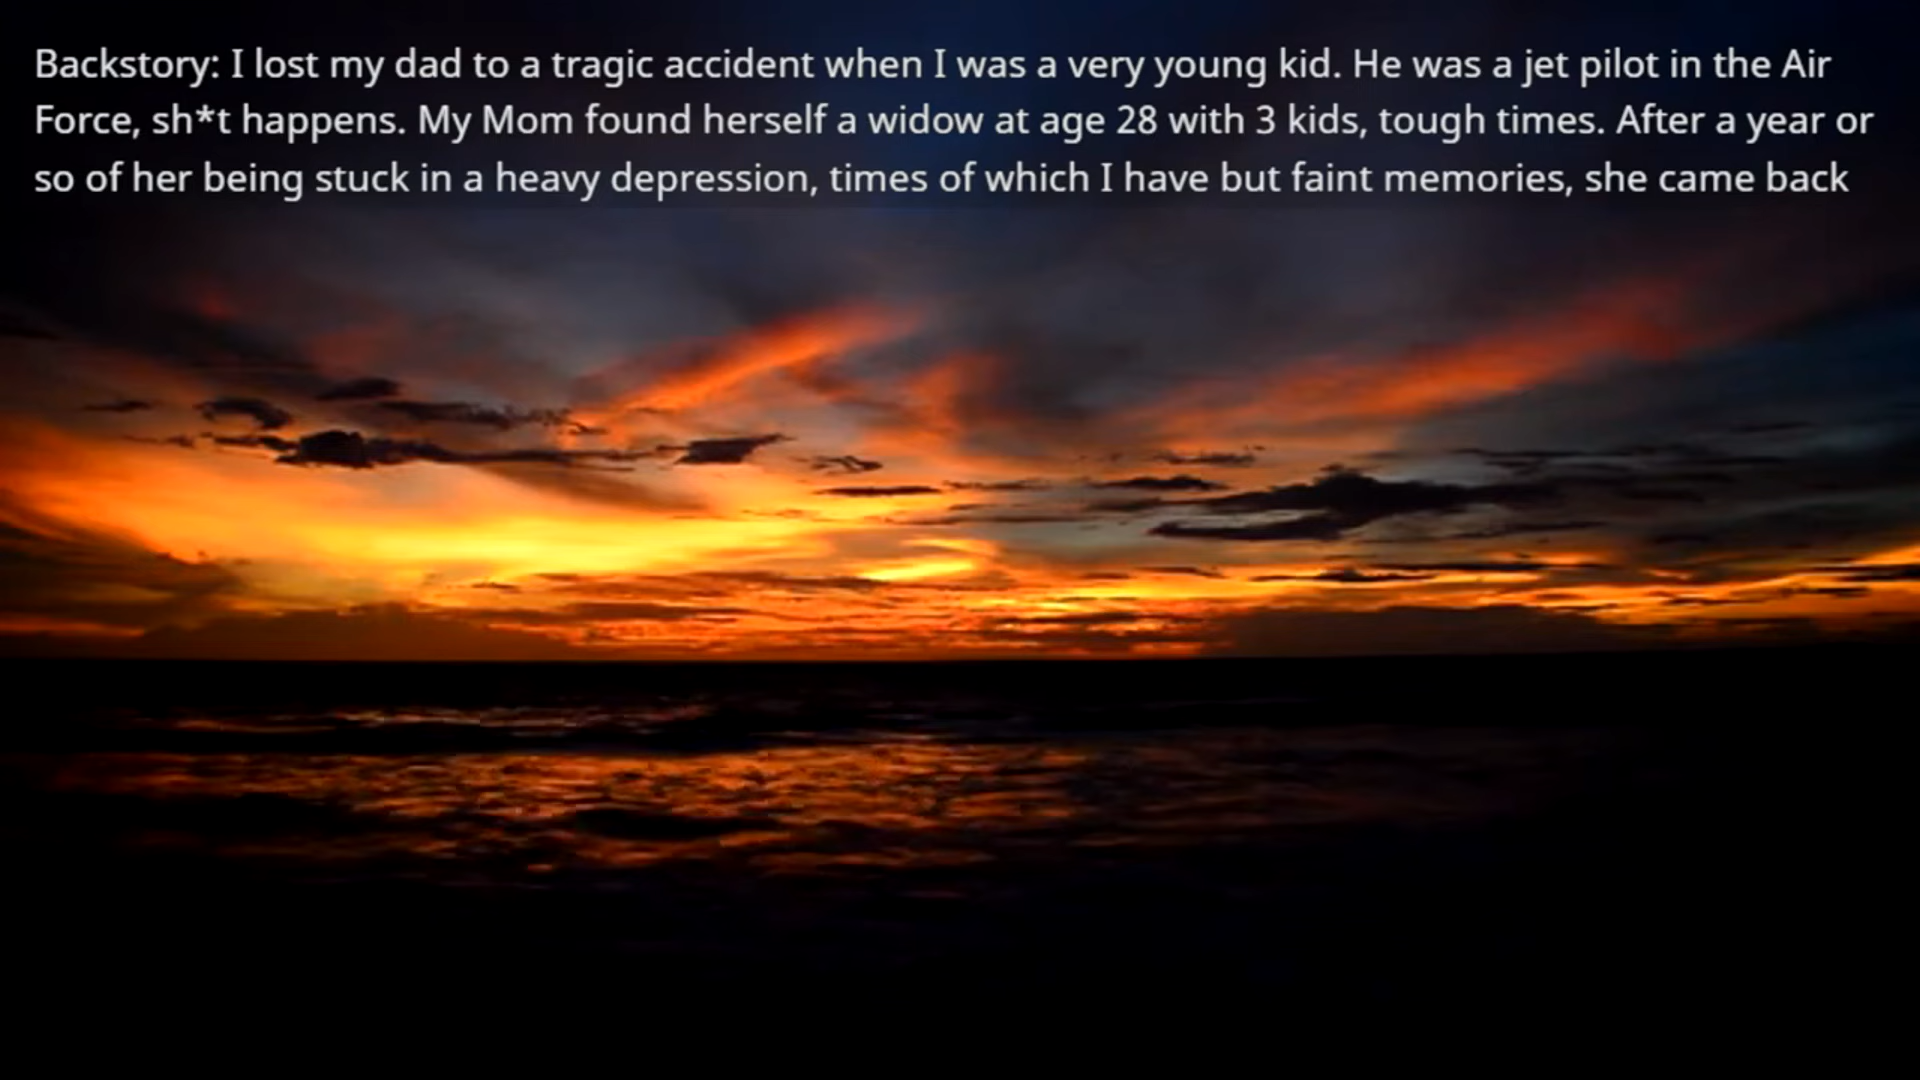 Backstory: I lost my dad to a tragic accident when I was a very young kid. He was a jet pilot in the Air
Force, sh*t happens. My Mom found herself a widow at age 28 with 3 kids, tough times. After a year or
so of her being stuck in a heavy depression, times of which I have but faint memories, she came back